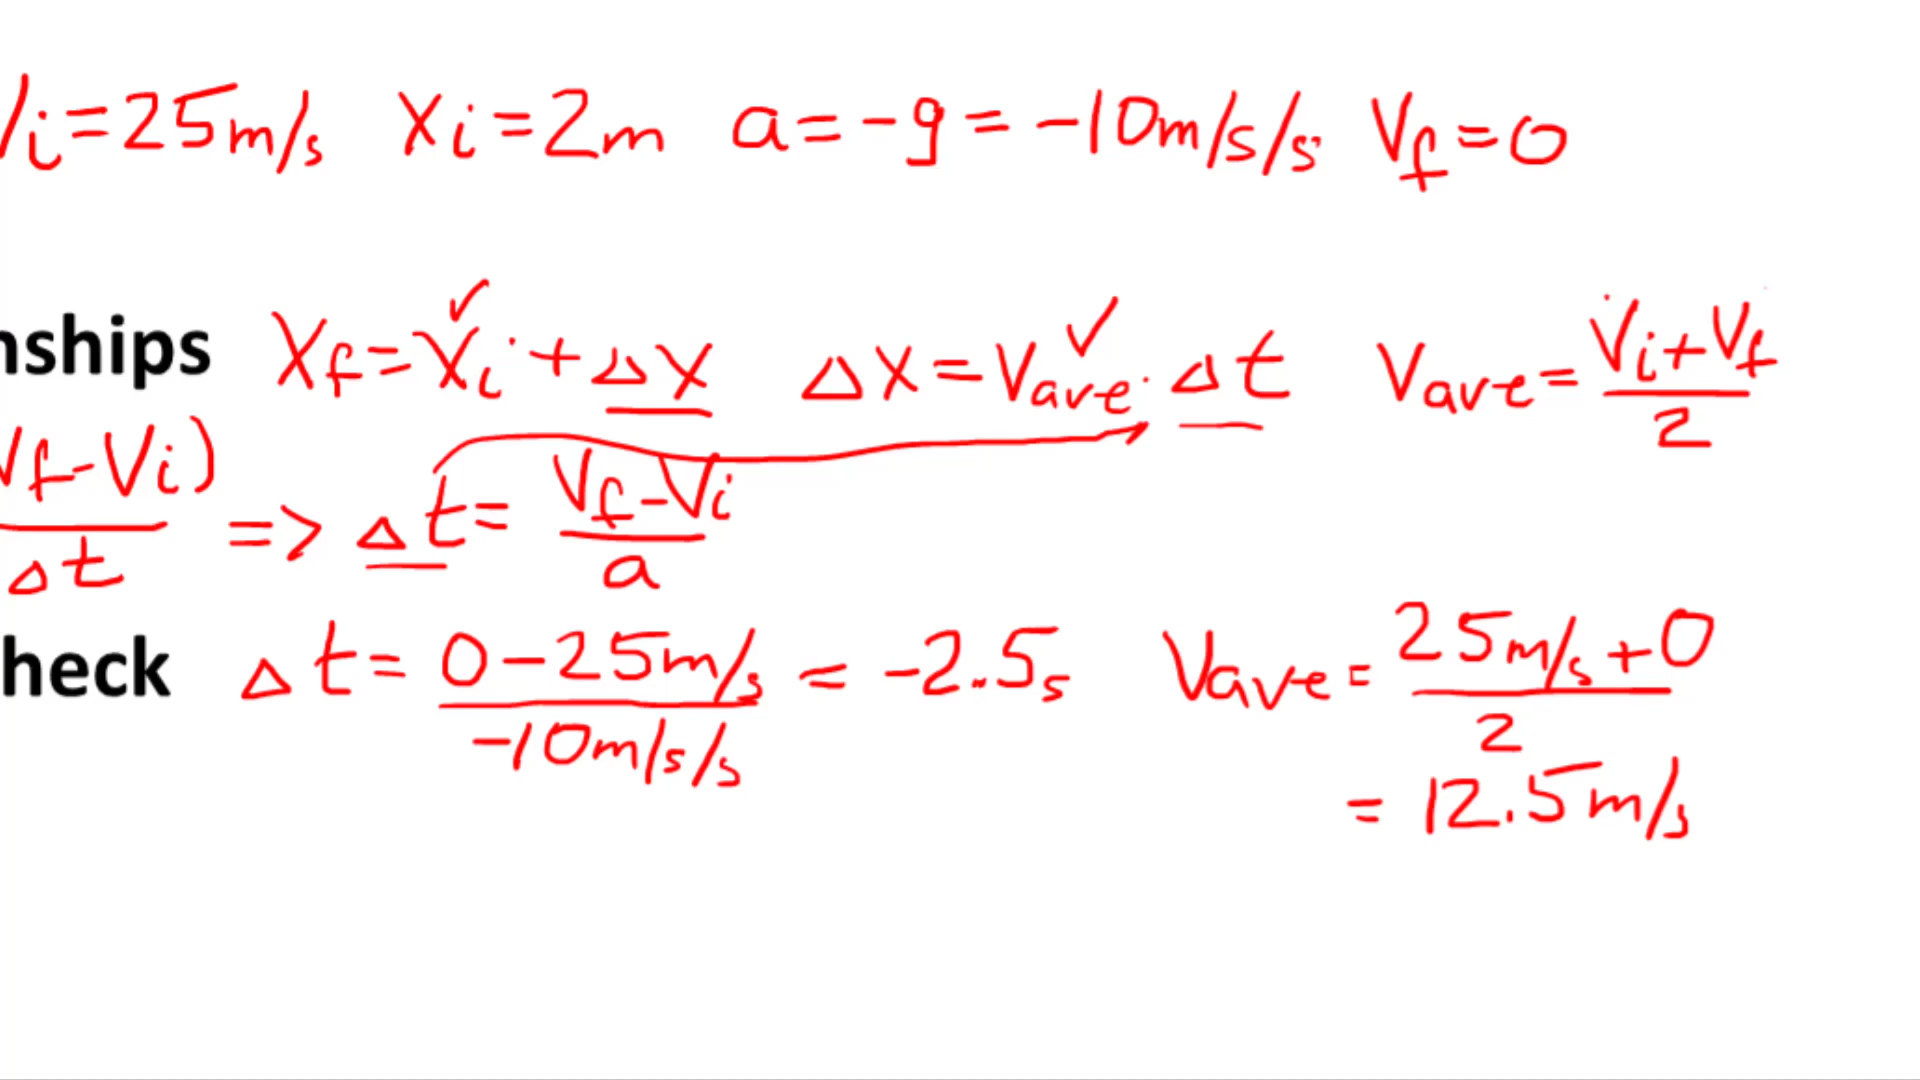 Vi=25m/s Xi=2m a=-g=-10m/s/s Vf=0
nships Xf=Xi+ΔX ΔX=Vave·Δt Vave=(Vi+Vf)/2
Vf-Vi)/Δt => Δt=(Vf-Vi)/a
heck Δt=(0-25m/s)/(-10m/s/s)=-2.5s Vave=(25m/s+0)/2
=12.5m/s